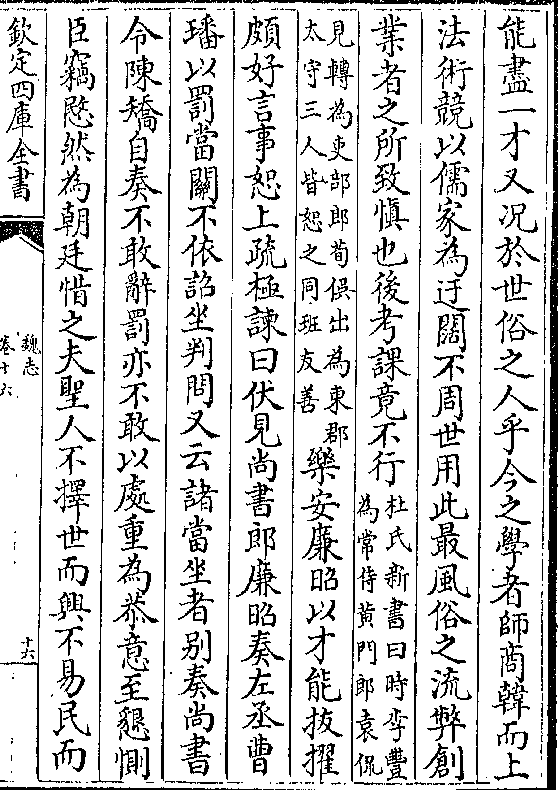 能盡一才又况於世俗之人乎今之學者師商韓而上
法術競以儒家為迂闊不周世用此最風俗之流弊創
業者之所致慎也後考課竟不行杜氏新書曰時李豐為常侍黄門郎袁侃
見轉為吏部郎荀俁出為東郡太守三人皆恕之同班友善樂安廉昭以才能拔擢
頗好言事恕上疏極諫曰伏見尚書郎廉昭奏左丞曹
璠以罰當關不依詔坐判問又云諸當坐者别奏尚書
令陳矯自奏不敢辭罰亦不敢以處重為恭意至懇惻
臣竊愍然為朝廷惜之夫聖人不擇世而興不易民而
欽定四庫全書
魏志
卷十六
十六